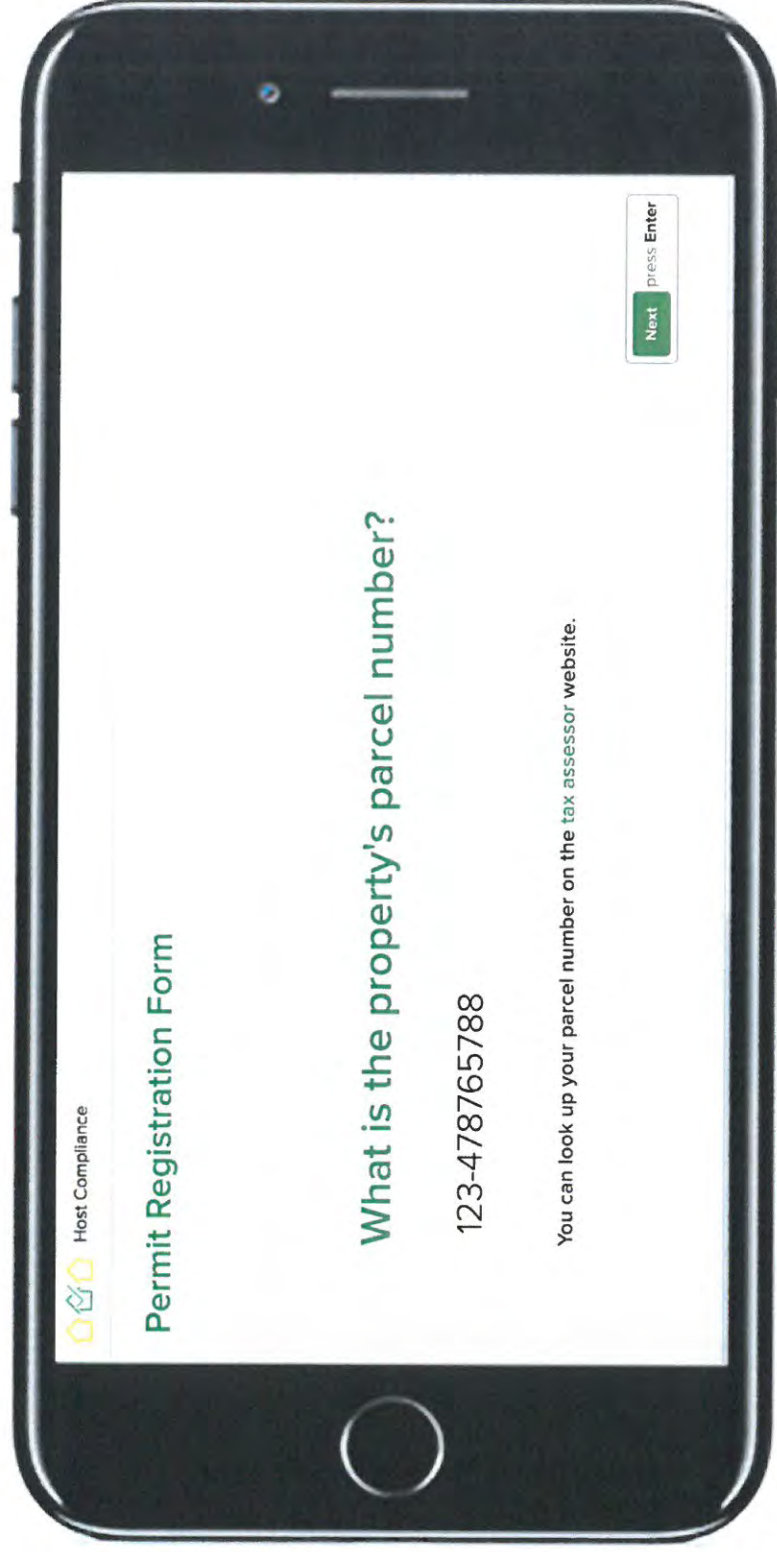 Host Compliance
Permit Registration Form
What is the property's parcel number?
123-478765788
You can look up your parcel number on the tax assessor website.
Next press Enter